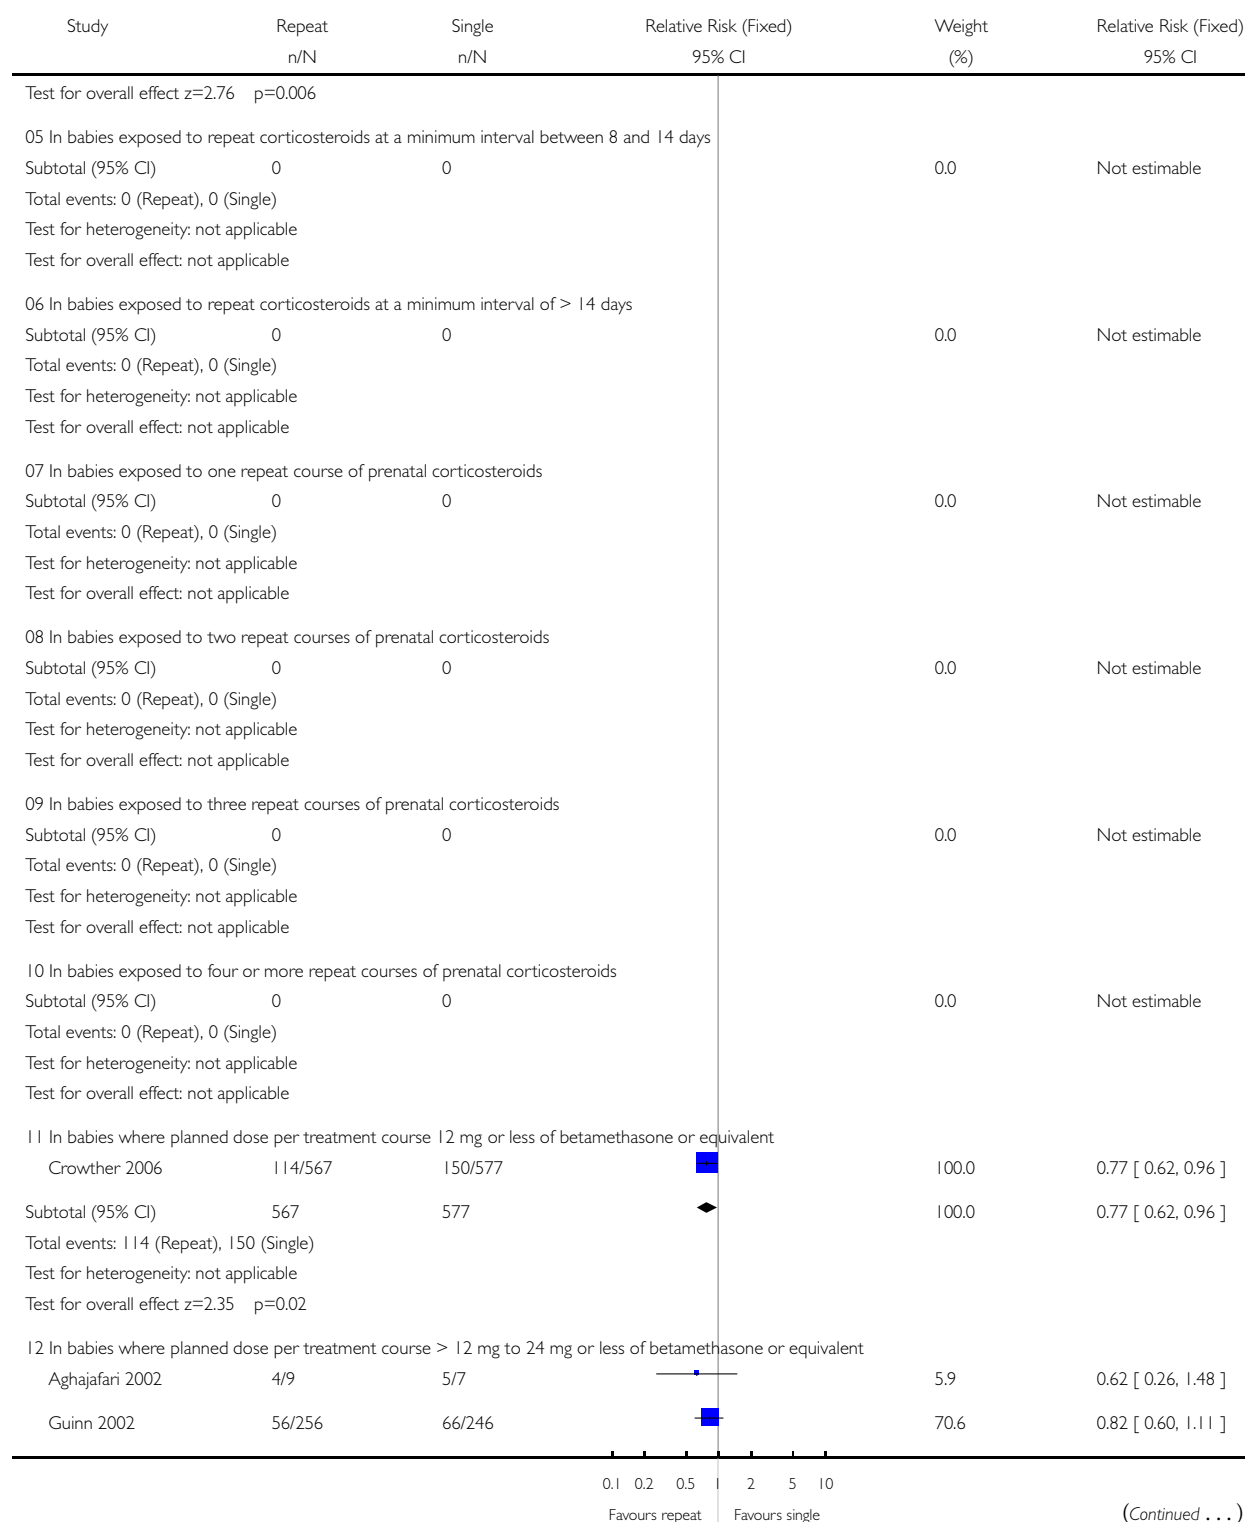 Study Repeat Single Relative Risk (Fixed) Weight Relative Risk (Fixed)
n/N n/N 95% CI (%) 95% CI
Test for overall effect z=2.76 p=0.006
05 In babies exposed to repeat corticosteroids at a minimum interval between 8 and 14 days
Subtotal (95% CI) 0 0 0.0 Not estimable
Total events: 0 (Repeat), 0 (Single)
Test for heterogeneity: not applicable
Test for overall effect: not applicable
06 In babies exposed to repeat corticosteroids at a minimum interval of > 14 days
Subtotal (95% CI) 0 0 0.0 Not estimable
Total events: 0 (Repeat), 0 (Single)
Test for heterogeneity: not applicable
Test for overall effect: not applicable
07 In babies exposed to one repeat course of prenatal corticosteroids
Subtotal (95% CI) 0 0 0.0 Not estimable
Total events: 0 (Repeat), 0 (Single)
Test for heterogeneity: not applicable
Test for overall effect: not applicable
08 In babies exposed to two repeat courses of prenatal corticosteroids
Subtotal (95% CI) 0 0 0.0 Not estimable
Total events: 0 (Repeat), 0 (Single)
Test for heterogeneity: not applicable
Test for overall effect: not applicable
09 In babies exposed to three repeat courses of prenatal corticosteroids
Subtotal (95% CI) 0 0 0.0 Not estimable
Total events: 0 (Repeat), 0 (Single)
Test for heterogeneity: not applicable
Test for overall effect: not applicable
10 In babies exposed to four or more repeat courses of prenatal corticosteroids
Subtotal (95% CI) 0 0 0.0 Not estimable
Total events: 0 (Repeat), 0 (Single)
Test for heterogeneity: not applicable
Test for overall effect: not applicable
11 In babies where planned dose per treatment course 12 mg or less of betamethasone or equivalent
Crowther 2006 114/567 150/577 100.0 0.77 [ 0.62, 0.96 ]
Subtotal (95% CI) 567 577 100.0 0.77 [ 0.62, 0.96 ]
Total events: 114 (Repeat), 150 (Single)
Test for heterogeneity: not applicable
Test for overall effect z=2.35 p=0.02
12 In babies where planned dose per treatment course > 12 mg to 24 mg or less of betamethasone or equivalent
Aghajafari 2002 4/9 5/7 5.9 0.62 [ 0.26, 1.48 ]
Guinn 2002 56/256 66/246 70.6 0.82 [ 0.60, 1.11 ]
0.1 0.2 0.5 1 2 5 10
Favours repeat Favours single (Continued . . . )